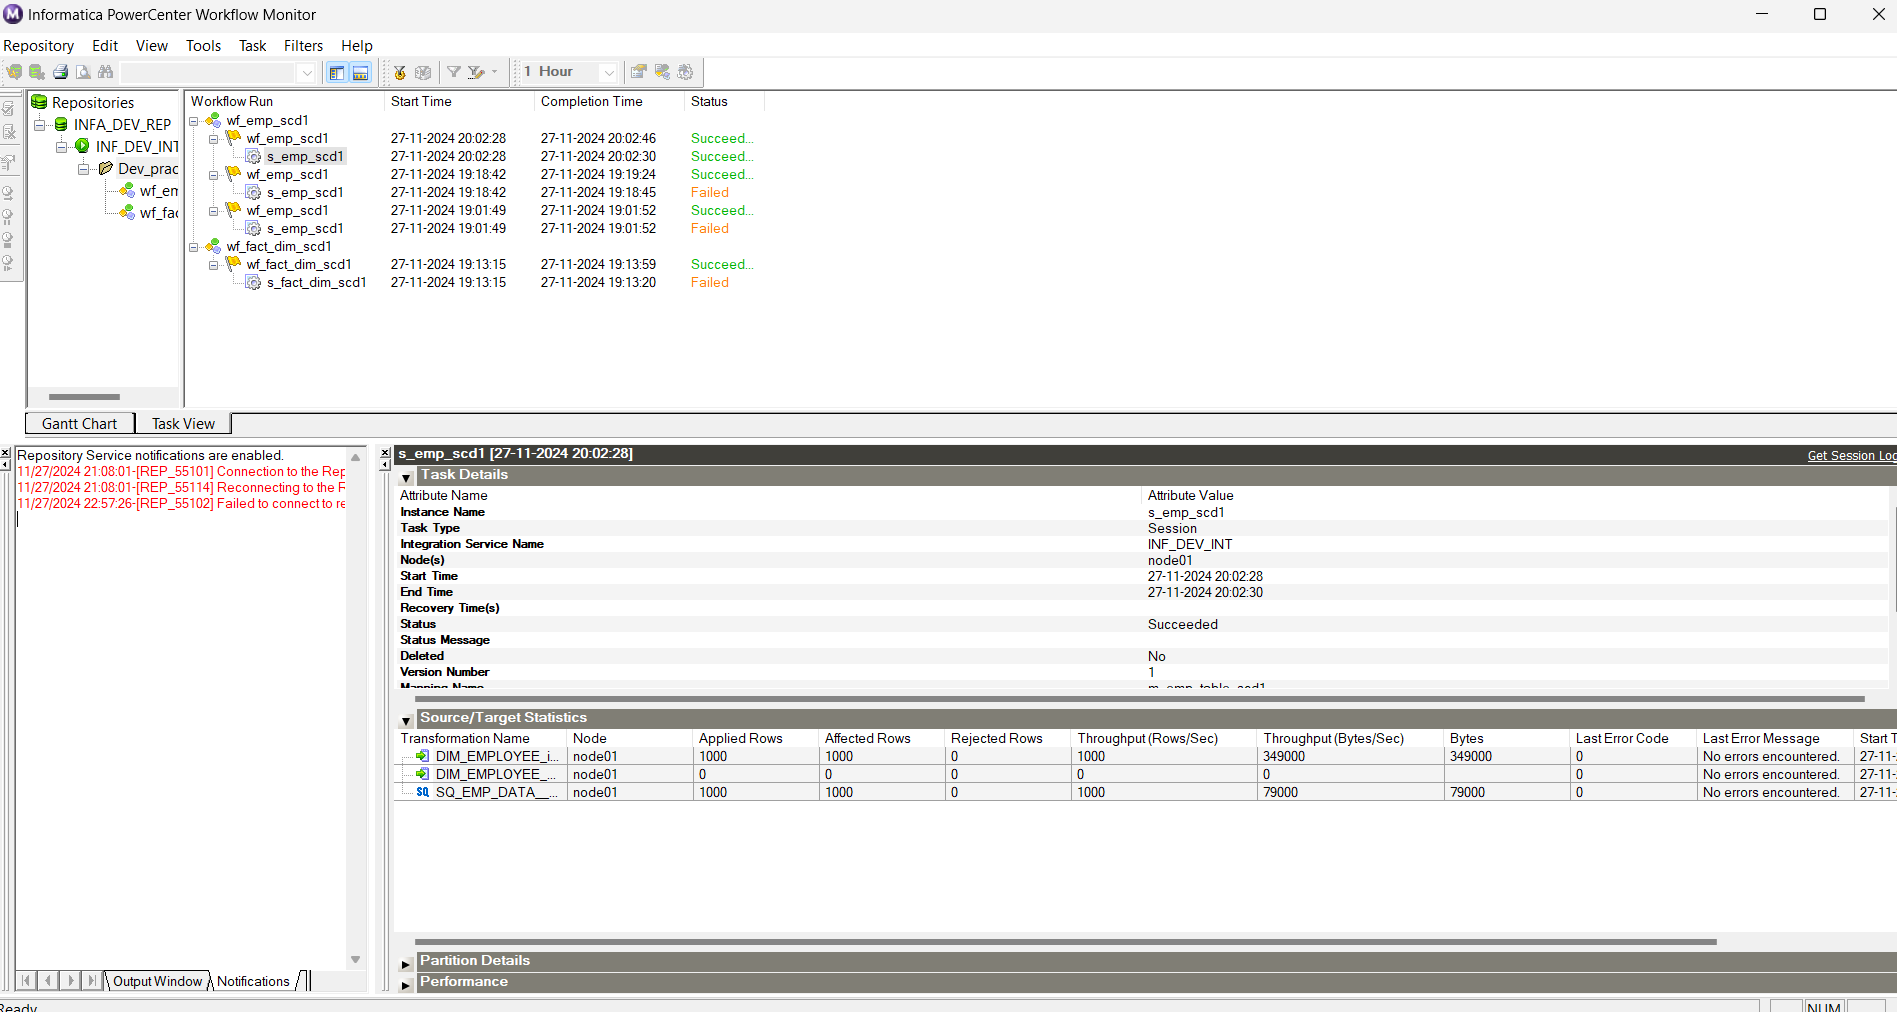 Informatica PowerCenter Workflow Monitor
Repository Edit View Tools Task Filters Help
1 Hour
Repositories
INFA_DEV_REP
INF_DEV_INT
Dev_prac
wf_em
wf_fac
Workflow Run Start Time Completion Time Status
wf_emp_scd1
wf_emp_scd1 27-11-2024 20:02:28 27-11-2024 20:02:46 Succeed...
s_emp_scd1 27-11-2024 20:02:28 27-11-2024 20:02:30 Succeed...
wf_emp_scd1 27-11-2024 19:18:42 27-11-2024 19:19:24 Succeed...
s_emp_scd1 27-11-2024 19:18:42 27-11-2024 19:18:45 Failed
wf_emp_scd1 27-11-2024 19:01:49 27-11-2024 19:01:52 Succeed...
s_emp_scd1 27-11-2024 19:01:49 27-11-2024 19:01:52 Failed
wf_fact_dim_scd1
wf_fact_dim_scd1 27-11-2024 19:13:15 27-11-2024 19:13:59 Succeed...
s_fact_dim_scd1 27-11-2024 19:13:15 27-11-2024 19:13:20 Failed
Gantt Chart Task View
Repository Service notifications are enabled.
11/27/2024 21:08:01-[REP_55101] Connection to the Rep
11/27/2024 21:08:01-[REP_55114] Reconnecting to the R
11/27/2024 22:57:26-[REP_55102] Failed to connect to re
Output Window Notifications
s_emp_scd1 [27-11-2024 20:02:28]
Get Session Log
Task Details
Attribute Name Attribute Value
Instance Name s_emp_scd1
Task Type Session
Integration Service Name INF_DEV_INT
Node(s) node01
Start Time 27-11-2024 20:02:28
End Time 27-11-2024 20:02:30
Recovery Time(s)
Status Succeeded
Status Message
Deleted No
Version Number 1
Mapping Name m_emp_table_scd1
Source/Target Statistics
Transformation Name Node Applied Rows Affected Rows Rejected Rows Throughput (Rows/Sec) Throughput (Bytes/Sec) Bytes Last Error Code Last Error Message Start T
DIM_EMPLOYEE_i... node01 1000 1000 0 1000 349000 349000 0 No errors encountered. 27-11-
DIM_EMPLOYEE_... node01 0 0 0 0 0 0 No errors encountered. 27-11-
SQ_EMP_DATA__... node01 1000 1000 0 1000 79000 79000 0 No errors encountered. 27-11-
Partition Details
Performance
Ready
NUM